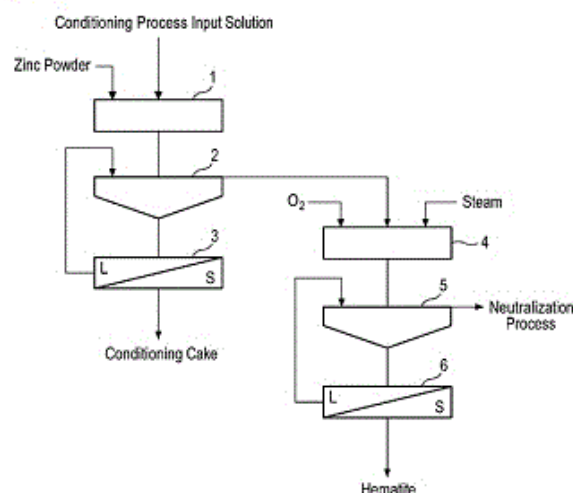 Conditioning Process Input Solution
Zinc Powder
1
2
3
L
S
Conditioning Cake
O2
Steam
4
5
Neutralization
Process
6
L
S
Hematite